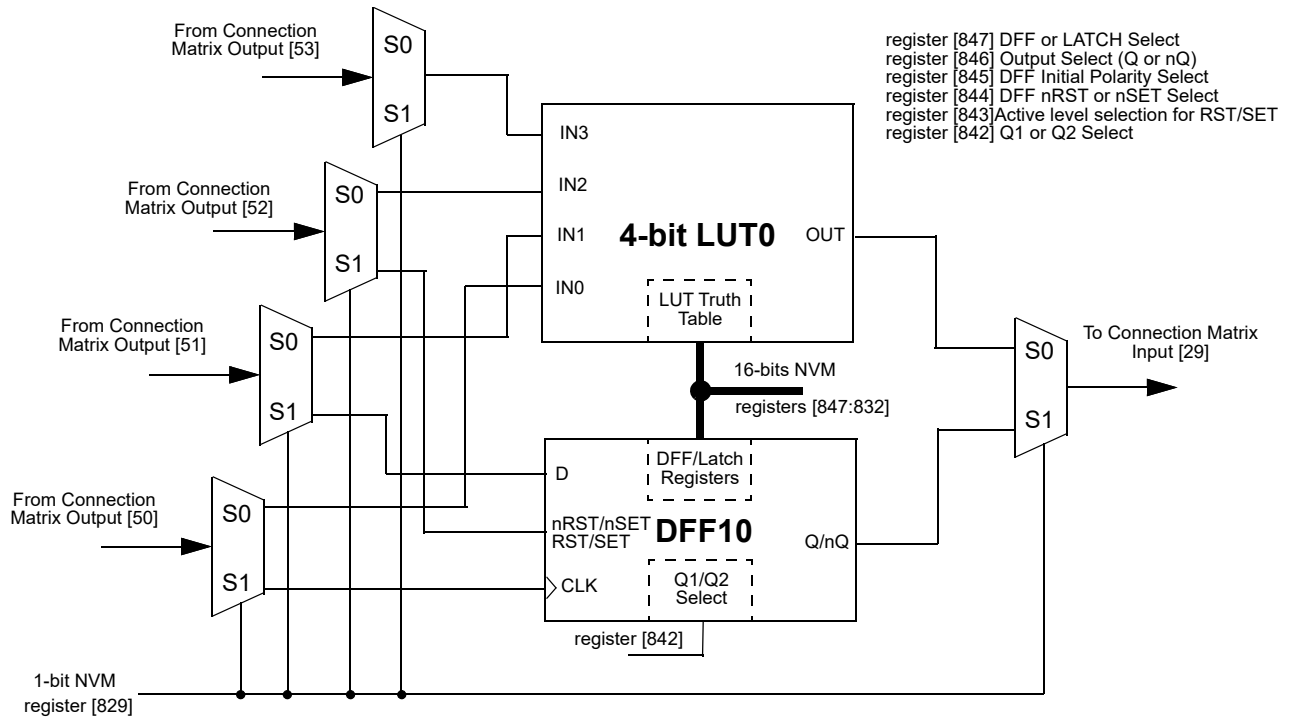 From Connection
Matrix Output [53]
S0
S1
register [847] DFF or LATCH Select
register [846] Output Select (Q or nQ)
register [845] DFF Initial Polarity Select
register [844] DFF nRST or nSET Select
register [843]Active level selection for RST/SET
register [842] Q1 or Q2 Select
From Connection
Matrix Output [52]
S0
S1
IN3
IN2
IN1
IN0
4-bit LUT0
OUT
LUT Truth
Table
From Connection
Matrix Output [51]
S0
S1
16-bits NVM
registers [847:832]
S0
S1
To Connection Matrix
Input [29]
From Connection
Matrix Output [50]
S0
S1
DFF/Latch
Registers
D
nRST/nSET
RST/SET
DFF10
Q/nQ
CLK
Q1/Q2
Select
register [842]
1-bit NVM
register [829]